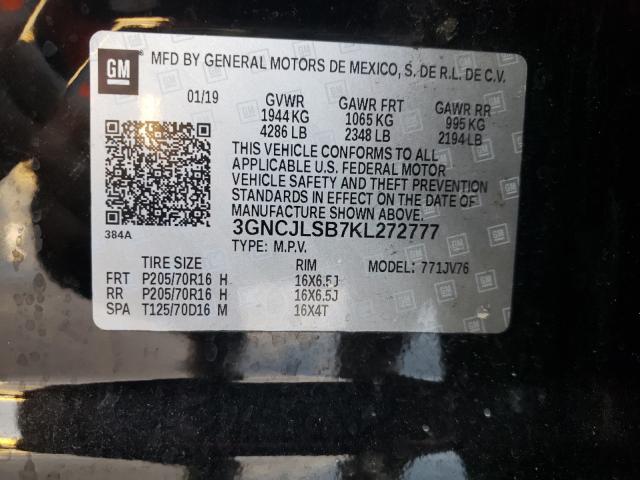 GM MFD BY GENERAL MOTORS DE MEXICO, S. DE R.L. DE C.V.
01/19 GVWR GAWR FRT GAWR RR
1944 KG 1065 KG 995 KG
4286 LB 2348 LB 2194 LB
THIS VEHICLE CONFORMS TO ALL
APPLICABLE U.S. FEDERAL MOTOR
VEHICLE SAFETY AND THEFT PREVENTION
STANDARDS IN EFFECT ON THE DATE OF
MANUFACTURE SHOWN ABOVE.
384A 3GNCJLSB7KL272777
TYPE: M.P.V.
TIRE SIZE RIM MODEL: 771JV76
FRT P205/70R16 H 16X6.5J
RR P205/70R16 H 16X6.5J
SPA T125/70D16 M 16X4T